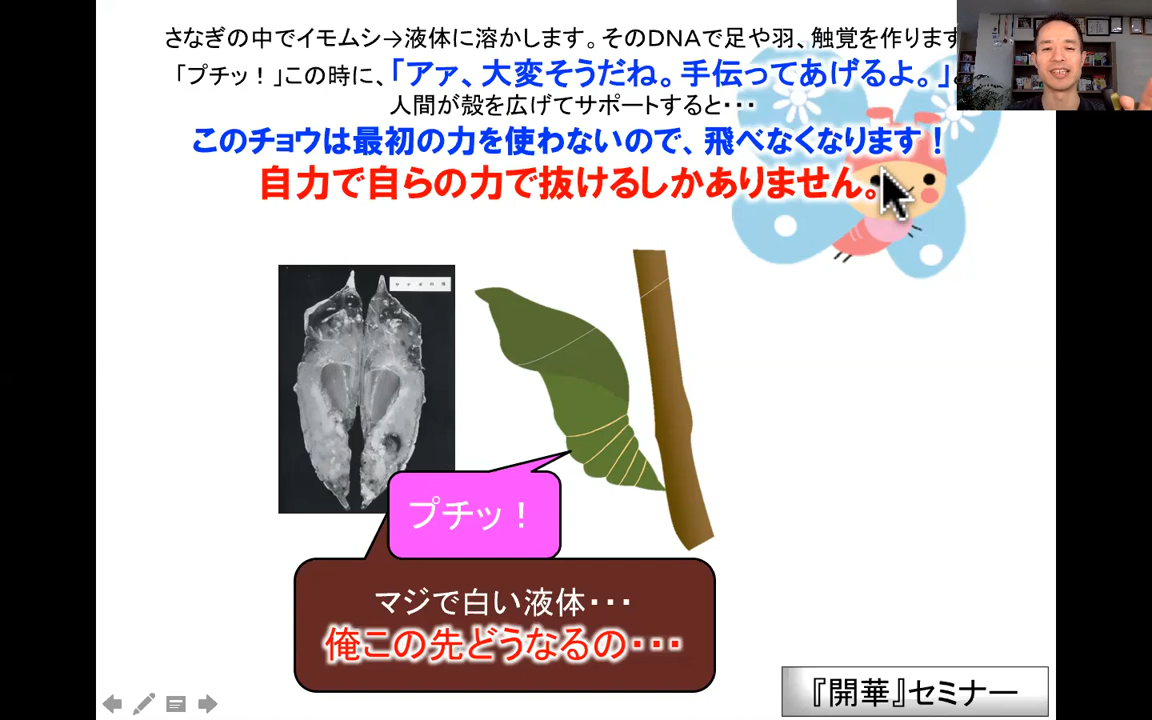 さなぎの中でイモムシ→液体に溶かします。そのDNAで足や羽、触覚を作ります
「プチッ！」この時に、「アァ、大変そうだね。手伝ってあげるよ。」と
人間が殻を広げてサポートすると・・・
このチョウは最初の力を使わないので、飛べなくなります！
自力で自らの力で抜けるしかありません。
プチッ！
マジで白い液体・・・
俺この先どうなるの・・・
『開華』セミナー